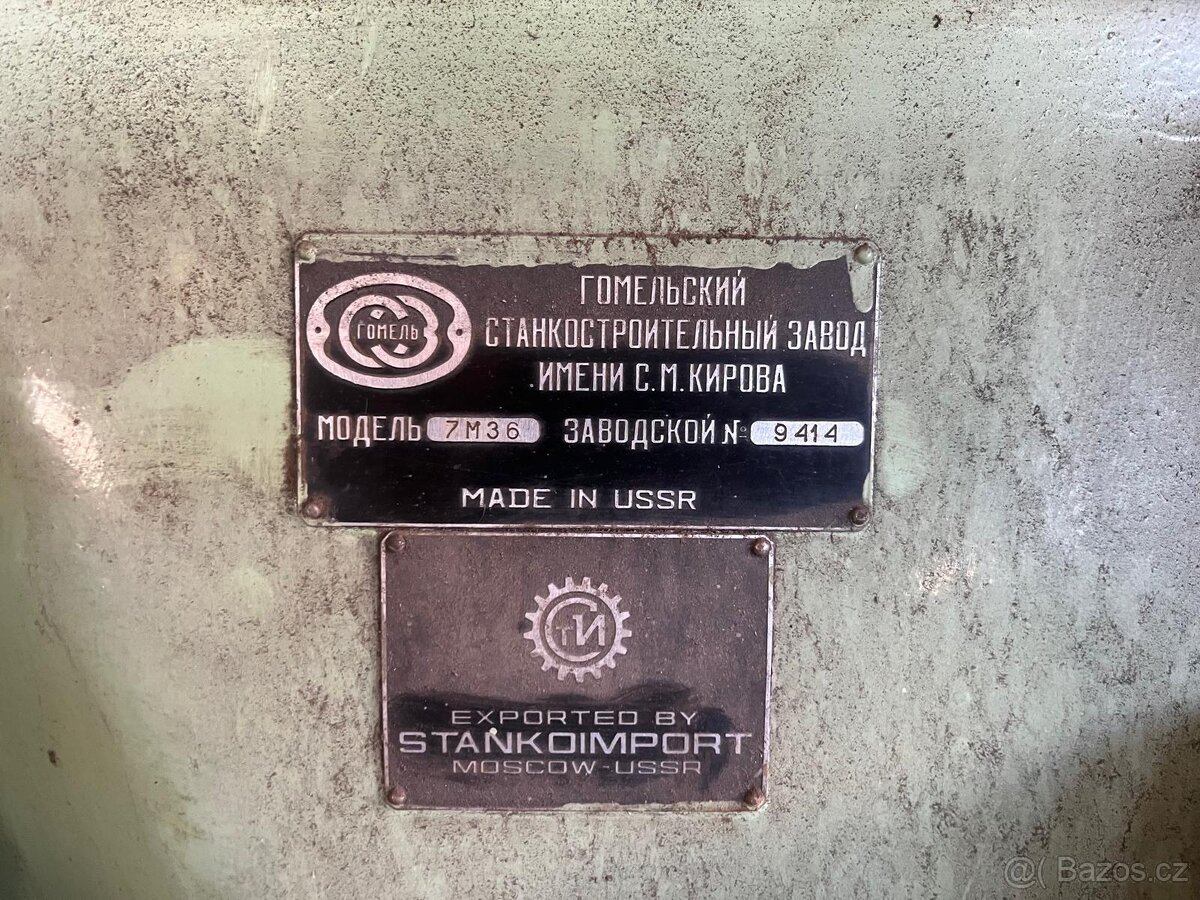 ГОМЕЛЬ
ГОМЕЛЬСКИЙ
СТАНКОСТРОИТЕЛЬНЫЙ ЗАВОД
ИМЕНИ С.М.КИРОВА
МОДЕЛЬ 7М36 ЗАВОДСКОЙ № 9414
MADE IN USSR
СТИ
EXPORTED BY
STANKOIMPORT
MOSCOW-USSR
@( Bazos.cz